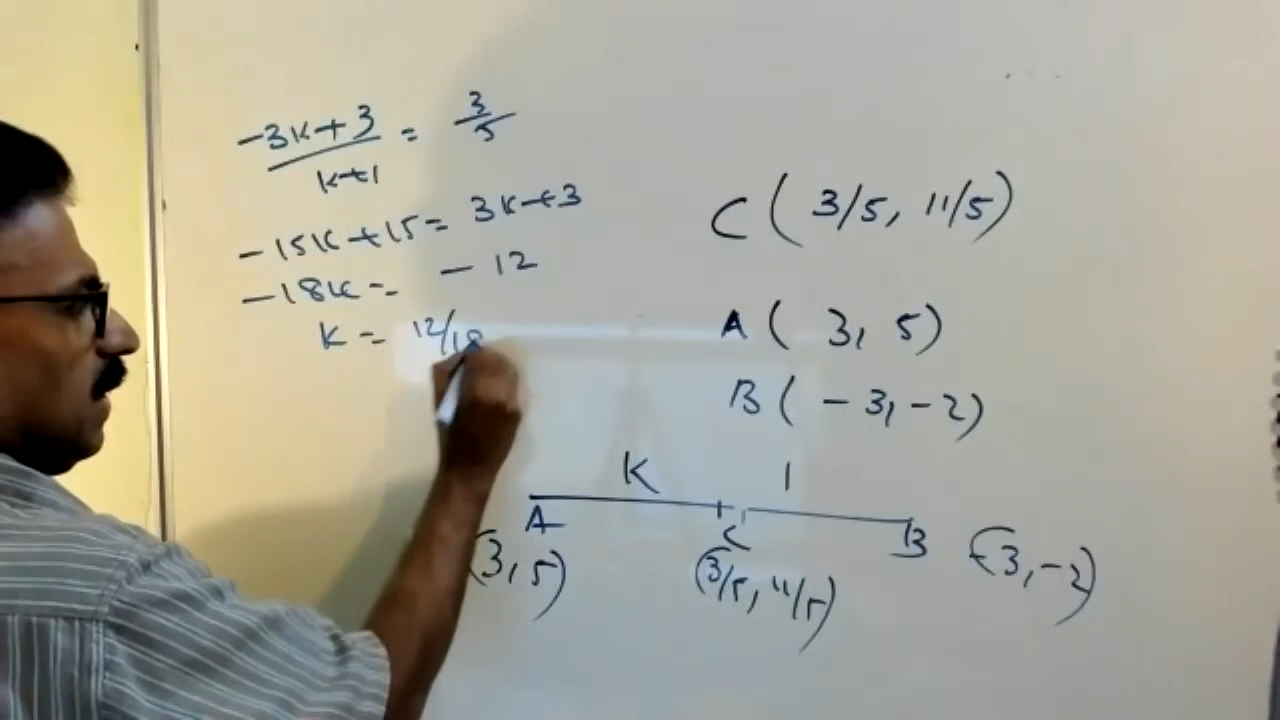 -3K+3/K+1 = 3/5
-15K+15 = 3K+3
-18K = -12
K = 12/18
C ( 3/5, 11/5)
A ( 3, 5)
B ( -3, -2)
K 1
A C B
(3, 5) (3/5, 11/5) (-3, -2)